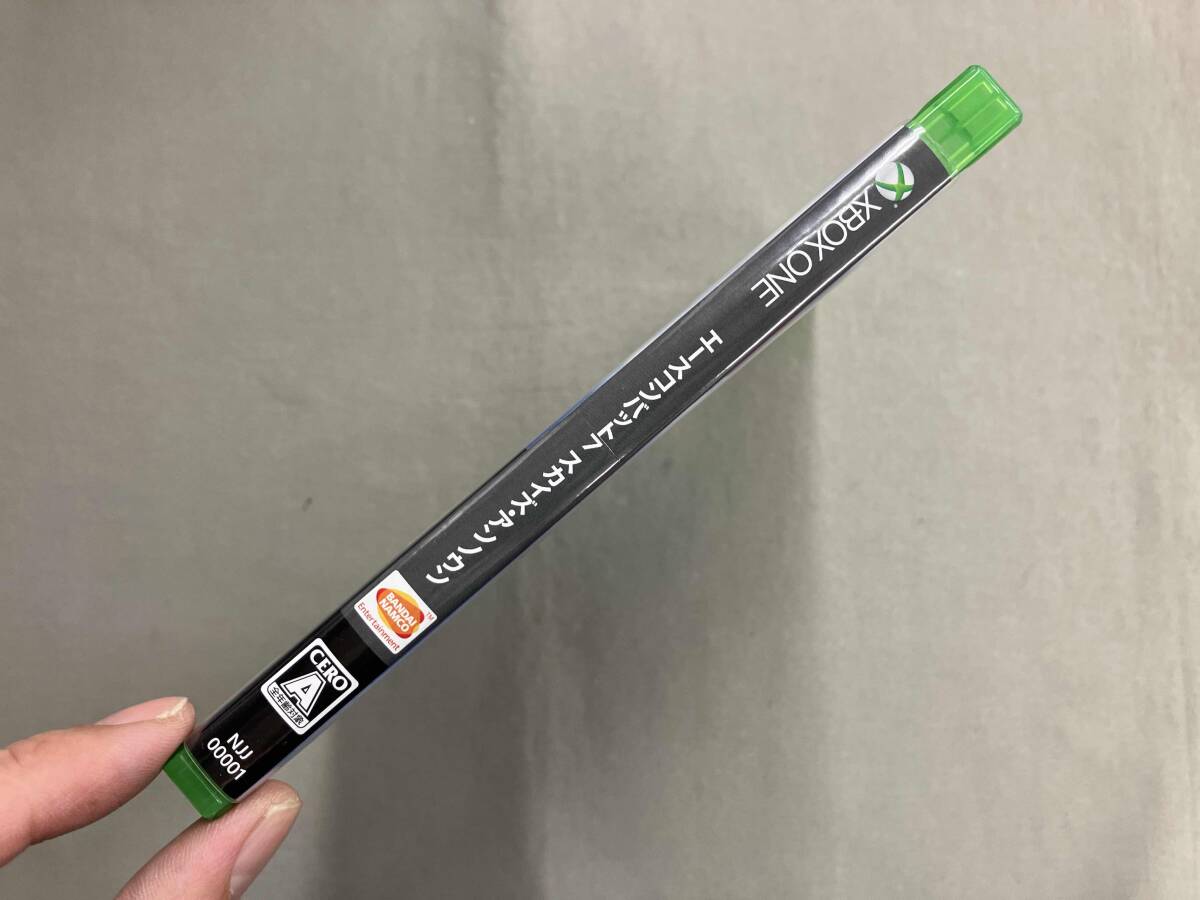 XBOX ONE
エースコンバット7 スカイズ・アンノウン
BANDAI
NAMCO
Entertainment
TM
CERO
A
全年齢対象
NJJ
00001